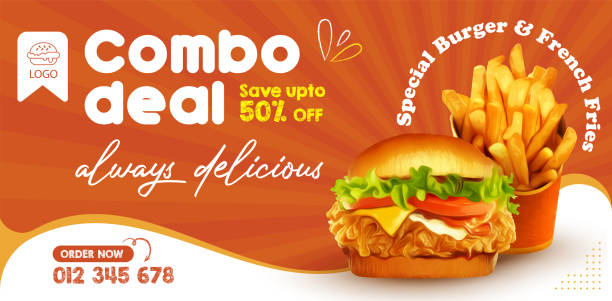 LOGO
Combo
deal
Save upto
50% OFF
always delicious
Special Burger & French Fries
ORDER NOW
012 345 678